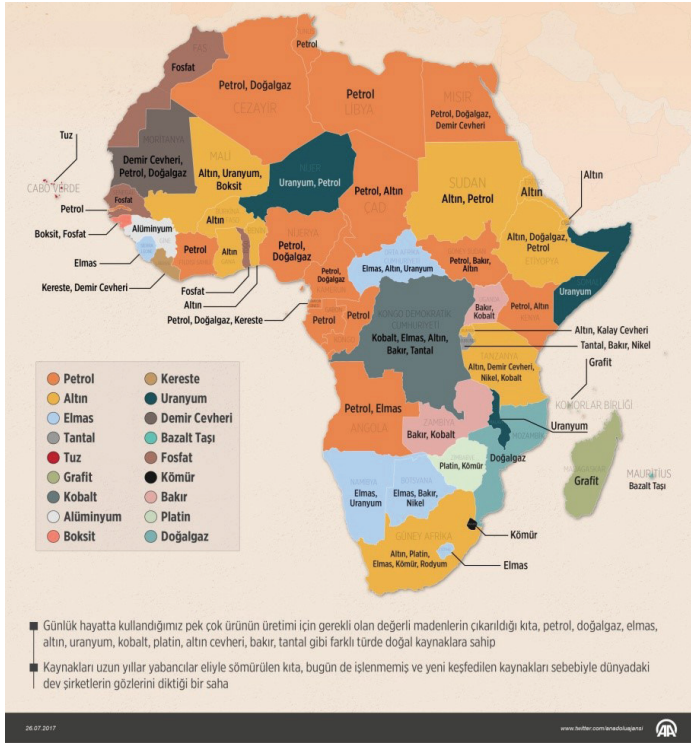 FAS
Fosfat
Petrol
Petrol, Doğalgaz
CEZAYİR
Petrol
LİBYA
MISIR
Petrol, Doğalgaz,
Demir Cevheri
Tuz
CABO VERDE
MORİTANYA
Demir Cevheri,
Petrol, Doğalgaz
MALİ
Altın, Uranyum,
Boksit
NİJER
Uranyum, Petrol
Petrol, Altın
ÇAD
SUDAN
Altın, Petrol
Altın
Altın
Fosfat
Petrol
Boksit, Fosfat
Alüminyum
Elmas
Kereste, Demir Cevheri
Petrol
Altın
Altın
BENİN
NİJERYA
Petrol,
Doğalgaz
Fosfat
Altın
Petrol, Doğalgaz, Kereste
Petrol,
Doğalgaz
Elmas, Altın, Uranyum
Petrol, Bakır,
Altın
Altın, Doğalgaz,
Petrol
ETİYOPYA
SOMALİ
Uranyum
Petrol
Petrol
KONGO DEMOKRATİK
CUMHURİYETİ
Kobalt, Elmas, Altın,
Bakır, Tantal
UGANDA
Bakır,
Kobalt
Petrol, Altın
KENYA
Altın, Kalay Cevheri
Tantal, Bakır, Nikel
TANZANYA
Altın, Demir Cevheri,
Nikel, Kobalt
Grafit
KOMORLAR BİRLİĞİ
Petrol, Elmas
ANGOLA
ZAMBİYA
Bakır, Kobalt
Uranyum
MOZAMBİK
Doğalgaz
Platin, Kömür
MADAGASKAR
Grafit
MAURİTİUS
Bazalt Taşı
NAMİBYA
Elmas,
Uranyum
BOTSVANA
Elmas, Bakır,
Nikel
GÜNEY AFRİKA
Altın, Platin,
Elmas, Kömür, Rodyum
Kömür
Elmas
Petrol
Altın
Elmas
Tantal
Tuz
Grafit
Kobalt
Alüminyum
Boksit
Kereste
Uranyum
Demir Cevheri
Bazalt Taşı
Fosfat
Kömür
Bakır
Platin
Doğalgaz
Günlük hayatta kullandığımız pek çok ürünün üretimi için gerekli olan değerli madenlerin çıkarıldığı kıta, petrol, doğalgaz, elmas,
altın, uranyum, kobalt, platin, altın cevheri, bakır, tantal gibi farklı türde doğal kaynaklara sahip
Kaynakları uzun yıllar yabancılar eliyle sömürülen kıta, bugün de işlenmemiş ve yeni keşfedilen kaynakları sebebiyle dünyadaki
dev şirketlerin gözlerini diktiği bir saha
26.07.2017
www.twitter.com/anadoluajansi
AA